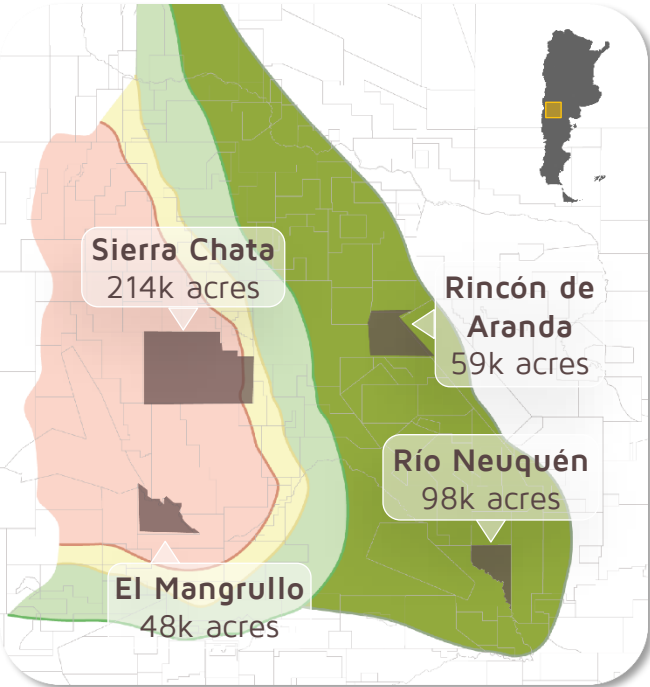 Sierra Chata
214k acres
Rincón de
Aranda
59k acres
Río Neuquén
98k acres
El Mangrullo
48k acres